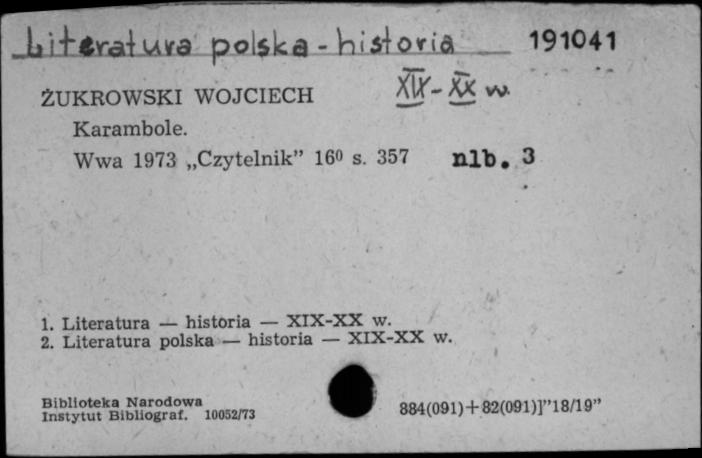 Literatura polska - historia 191041
XIX - XX w.
ŻUKROWSKI WOJCIECH
Karambole.
Wwa 1973 „Czytelnik” 16⁰ s. 357 nlb. 3
1. Literatura — historia — XIX-XX w.
2. Literatura polska — historia — XIX-XX w.
Biblioteka Narodowa
Instytut Bibliograf. 10052/73
884(091)+82(091)]”18/19”